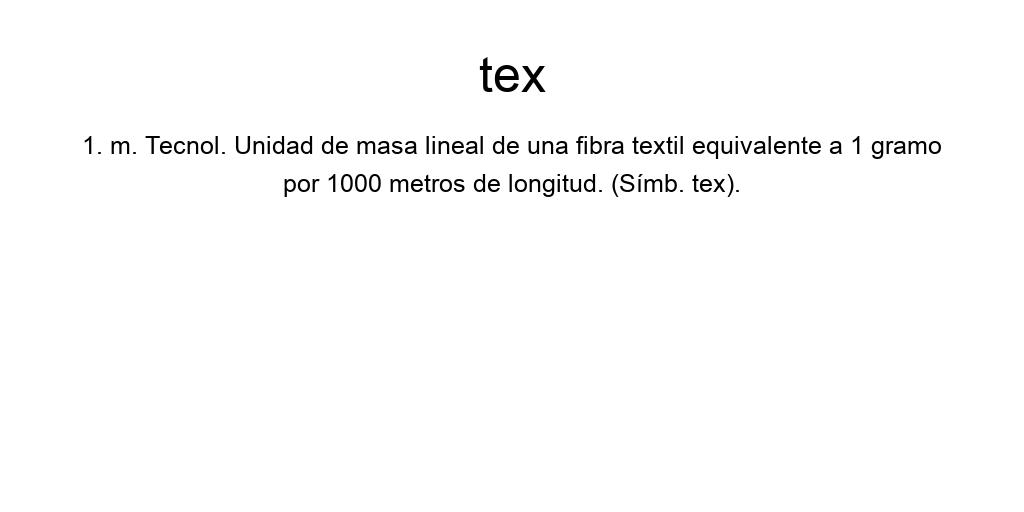 tex
1. m. Tecnol. Unidad de masa lineal de una fibra textil equivalente a 1 gramo
por 1000 metros de longitud. (Símb. tex).